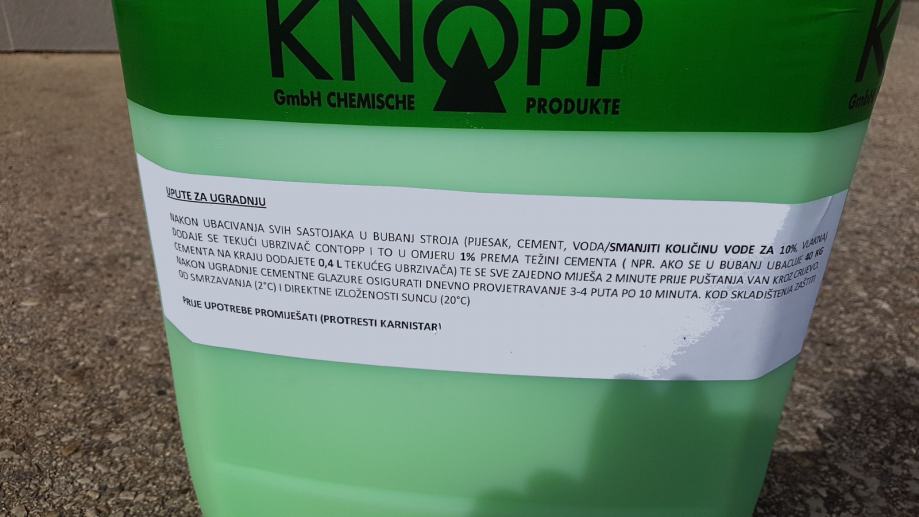 KNOPP
GmbH CHEMISCHE PRODUKTE
UPUTE ZA UGRADNJU
NAKON UBACIVANJA SVIH SASTOJAKA U BUBANJ STROJA (PIJESAK, CEMENT, VODA/SMANJITI KOLIČINU VODE ZA 10%, VLAKNA)
DODAJE SE TEKUĆI UBRZIVAČ CONTOPP I TO U OMJERU 1% PREMA TEŽINI CEMENTA ( NPR. AKO SE U BUBANJ UBACUJE 40 KG
CEMENTA NA KRAJU DODAJETE 0,4 L TEKUĆEG UBRZIVAČA) TE SE SVE ZAJEDNO MIJEŠA 2 MINUTE PRIJE PUŠTANJA VAN KROZ CRIJEVO.
NAKON UGRADNJE CEMENTNE GLAZURE OSIGURATI DNEVNO PROVJETRAVANJE 3-4 PUTA PO 10 MINUTA. KOD SKLADIŠTENJA ZAŠTITI
OD SMRZAVANJA (2°C) I DIREKTNE IZLOŽENOSTI SUNCU (20°C)
PRIJE UPOTREBE PROMIJEŠATI (PROTRESTI KARNISTAR)
K
GmbH